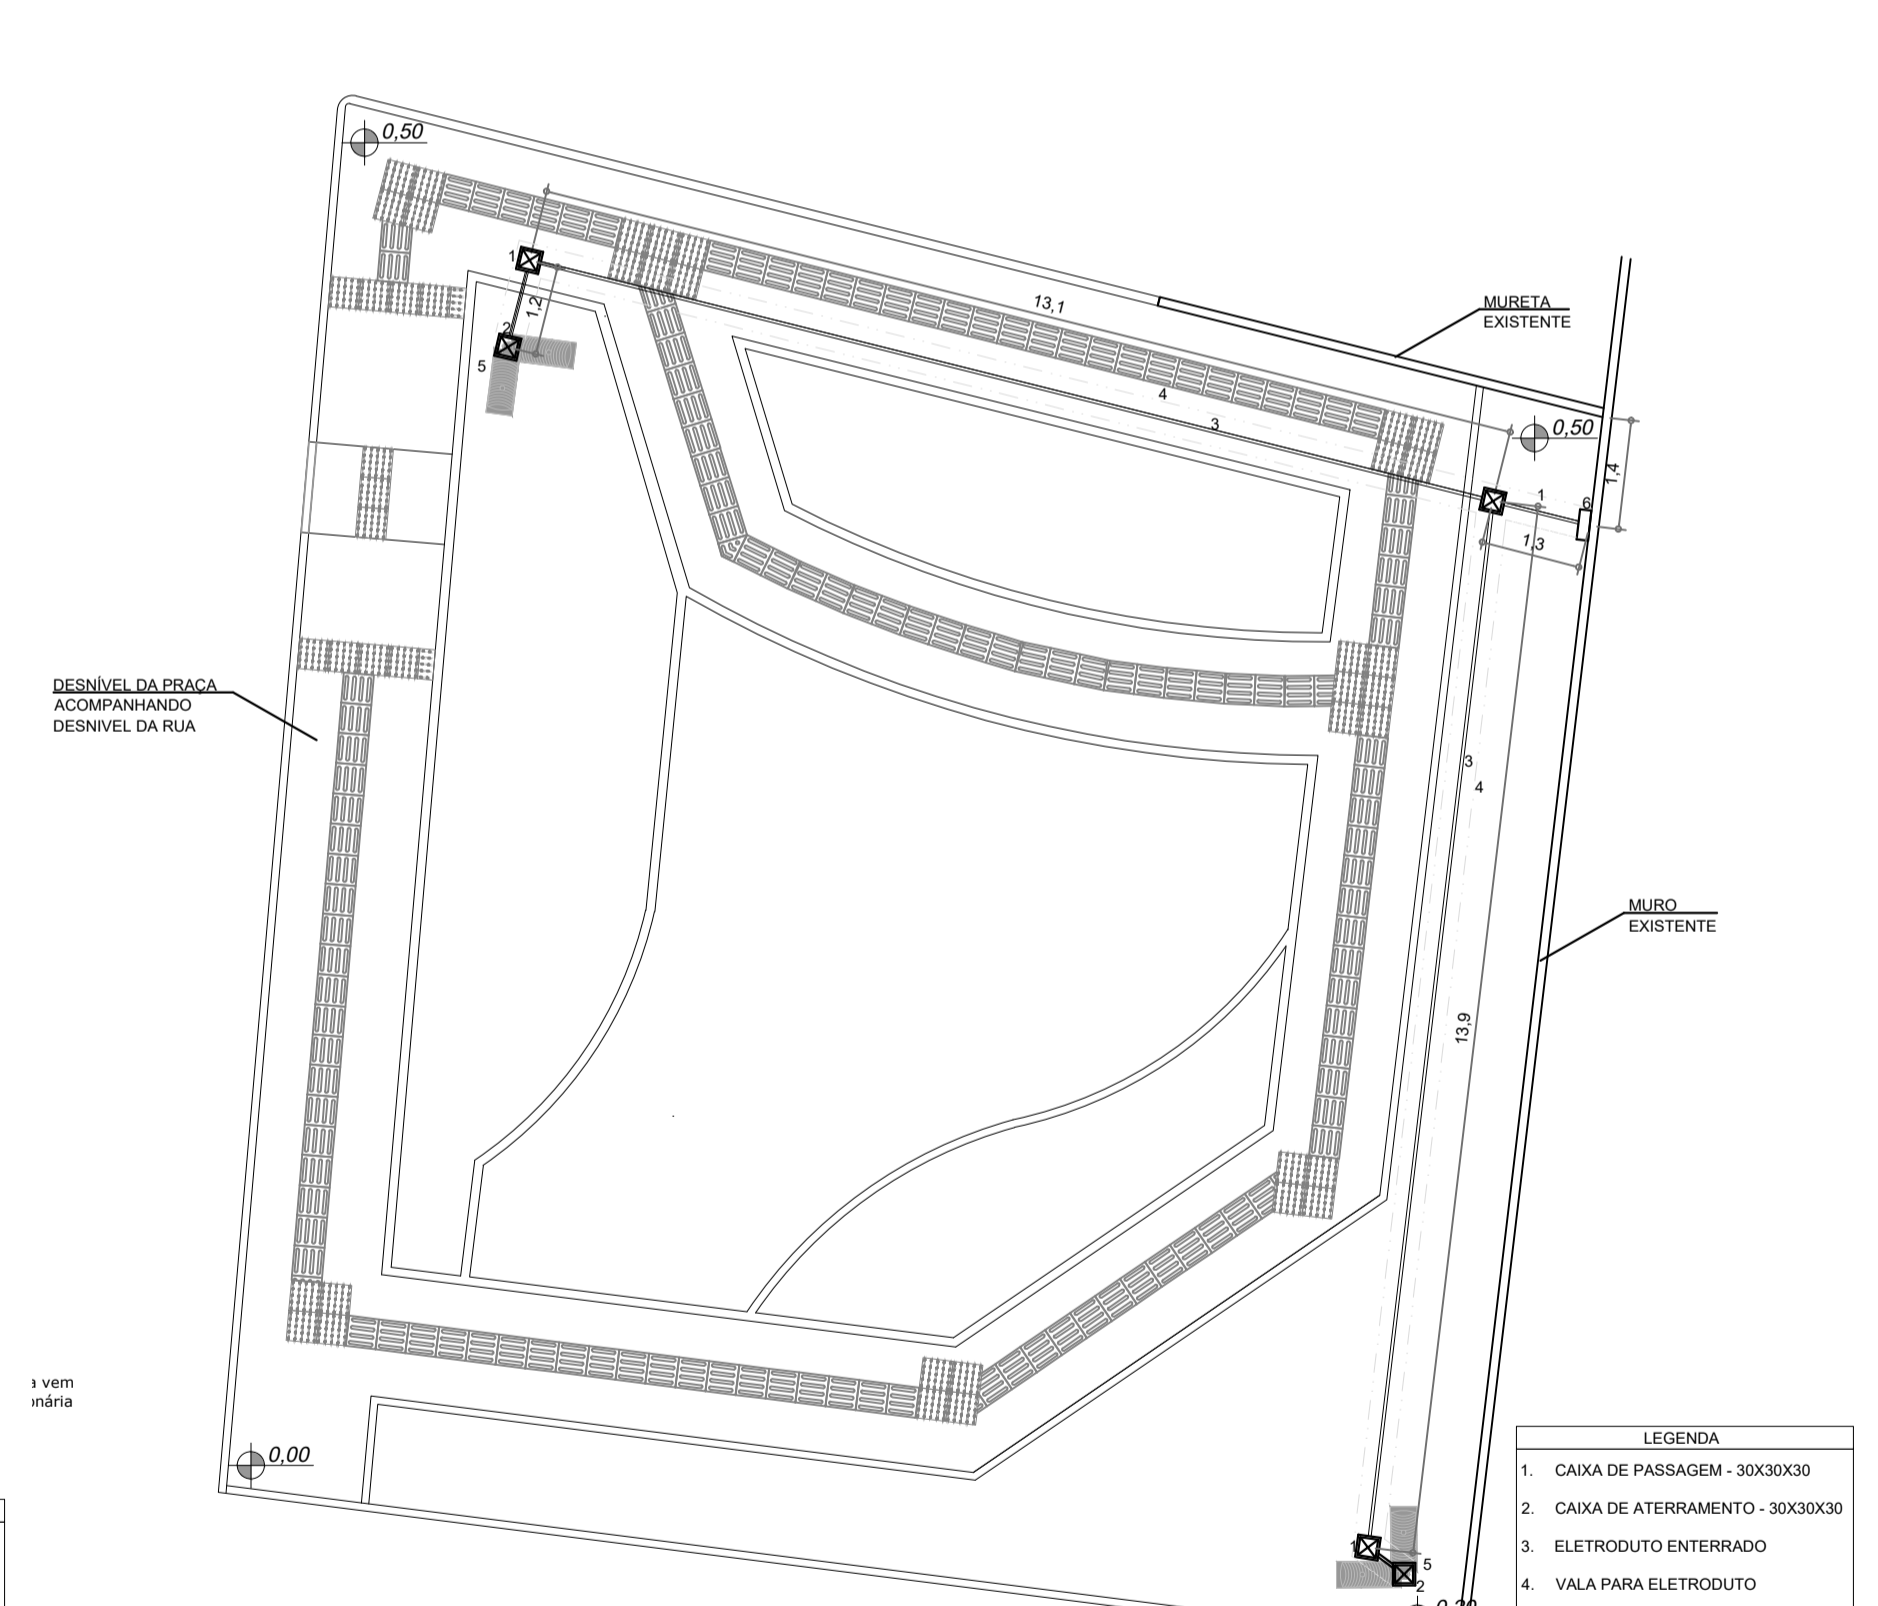 0,50
1
1,2
2
5
13,1
MURETA
EXISTENTE
4
3
0,50
1,4
1
6
1,3
DESNÍVEL DA PRAÇA
ACOMPANHANDO
DESNIVEL DA RUA
3
4
MURO
EXISTENTE
13,9
vem
onária
0,00
1
5
2
LEGENDA
1. CAIXA DE PASSAGEM - 30X30X30
2. CAIXA DE ATERRAMENTO - 30X30X30
3. ELETRODUTO ENTERRADO
4. VALA PARA ELETRODUTO